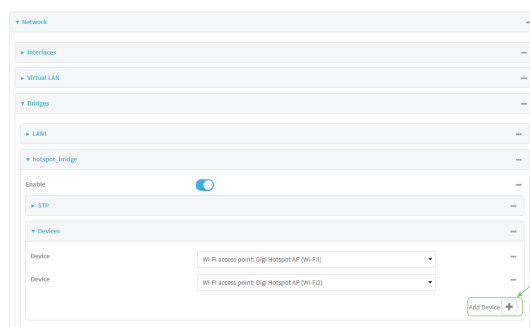 Network
Interfaces
Virtual LAN
Bridges
LAN1
hotspot_bridge
Enable
STP
Devices
Device Wi-Fi access point: Digi Hotspot AP (Wi-Fi1)
Device Wi-Fi access point: Digi Hotspot AP (Wi-Fi2)
Add Device